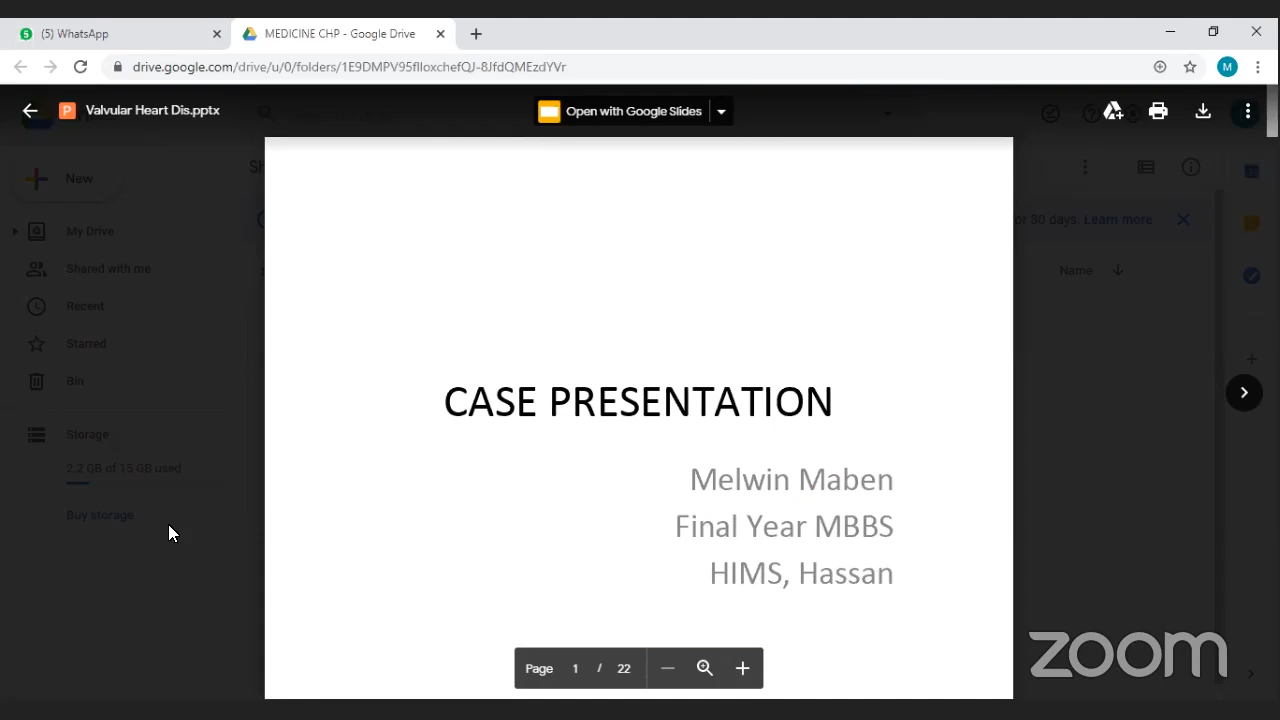 (5) WhatsApp
MEDICINE CHP - Google Drive
drive.google.com/drive/u/0/folders/1E9DMPV95flloxchefQJ-8JfdQMEzdYVr
M
P
Valvular Heart Dis.pptx
Open with Google Slides
New
My Drive
or 30 days. Learn more
Shared with me
Name
Recent
Starred
Bin
Storage
2.2 GB of 15 GB used
Buy storage
CASE PRESENTATION
Melwin Maben
Final Year MBBS
HIMS, Hassan
Page 1 / 22
zoom